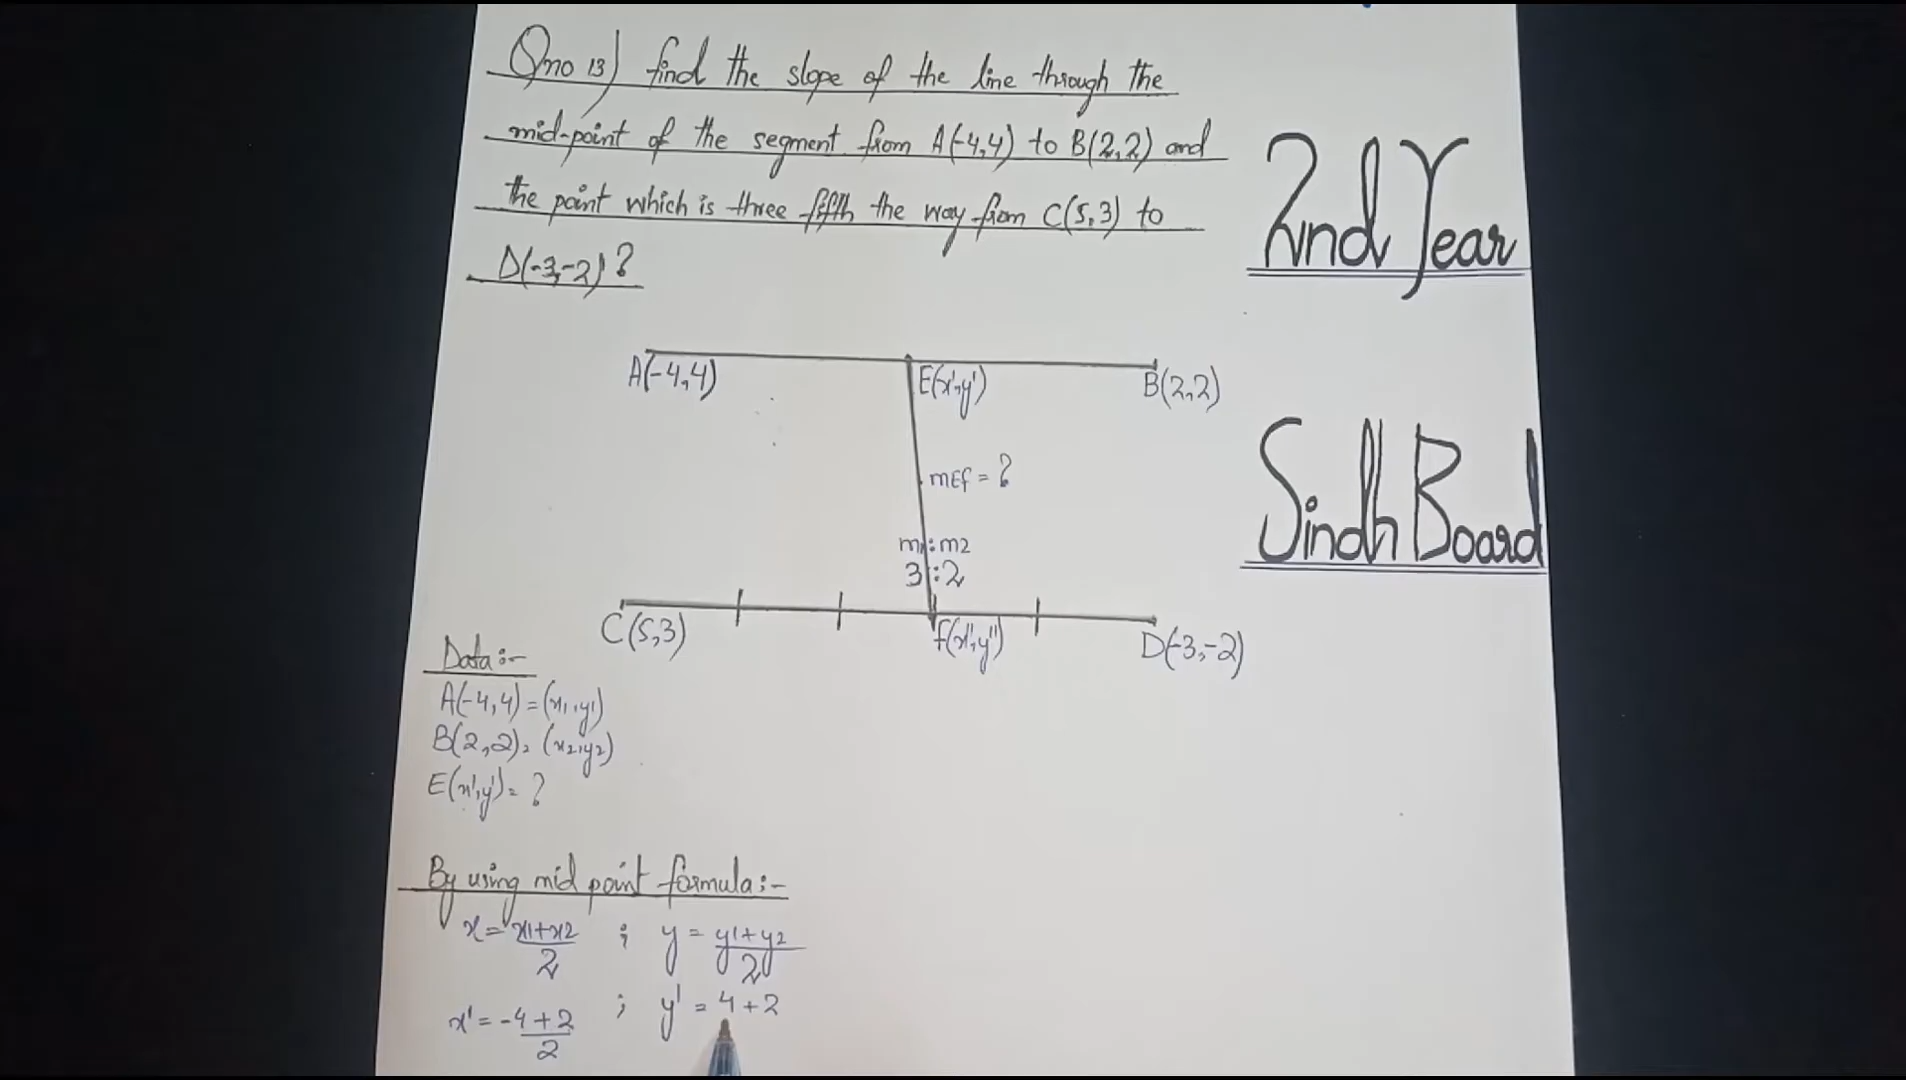 Qno 13) find the slope of the line through the
mid-point of the segment from A(-4,4) to B(2,2) and
the point which is three fifth the way from C(5,3) to
D(-3,-2)?
2nd Year
A(-4,4) E(x',y') B(2,2)
mEf = ?
Sindh Board
m1:m2
3:2
C(5,3) f(x'',y'') D(-3,-2)
Data:-
A(-4,4) = (x1,y1)
B(2,2) = (x2,y2)
E(x',y') = ?
By using mid point formula:-
x = x1+x2/2 ; y = y1+y2/2
x' = -4+2/2 ; y' = 4+2